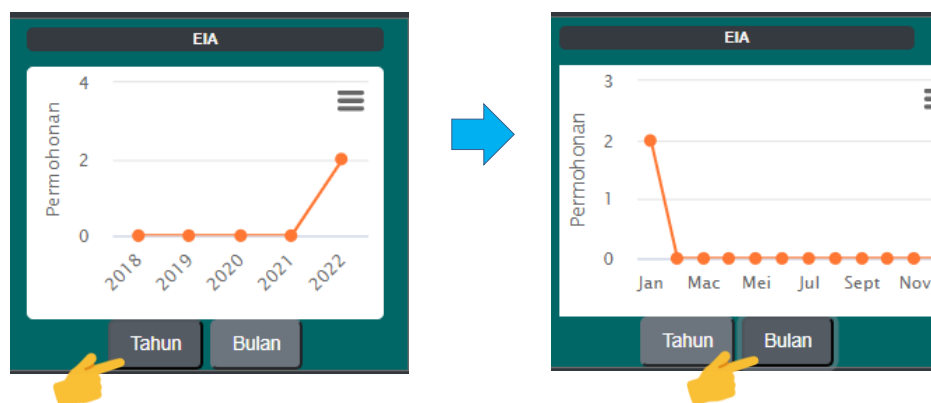 EIA
Permohonan
4
2
0
2018 2019 2020 2021 2022
Tahun Bulan
EIA
Permohonan
3
2
1
0
Jan Mac Mei Jul Sept Nov
Tahun Bulan